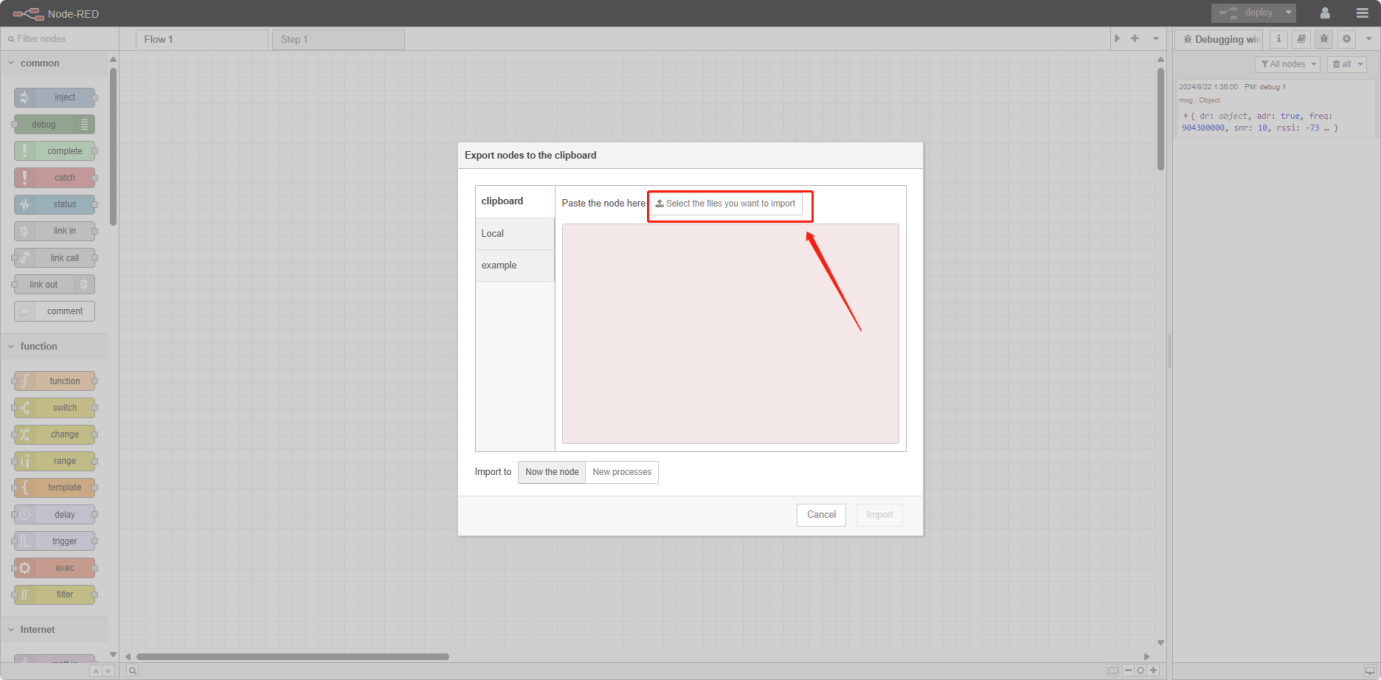 Node-RED
deploy
Filter nodes
Flow 1
Step 1
Debugging win
common
inject
debug
complete
catch
status
link in
link call
link out
comment
function
function
switch
change
range
template
delay
trigger
exec
filter
Internet
Export nodes to the clipboard
clipboard
Local
example
Paste the node here
Select the files you want to import
Import to
Now the node
New processes
Cancel
Import
All nodes
all
2024/8/22 1:36:00 PM: debug 1
msg : Object
{ dr: object, adr: true, freq:
904300000, snr: 10, rssi: -73 … }